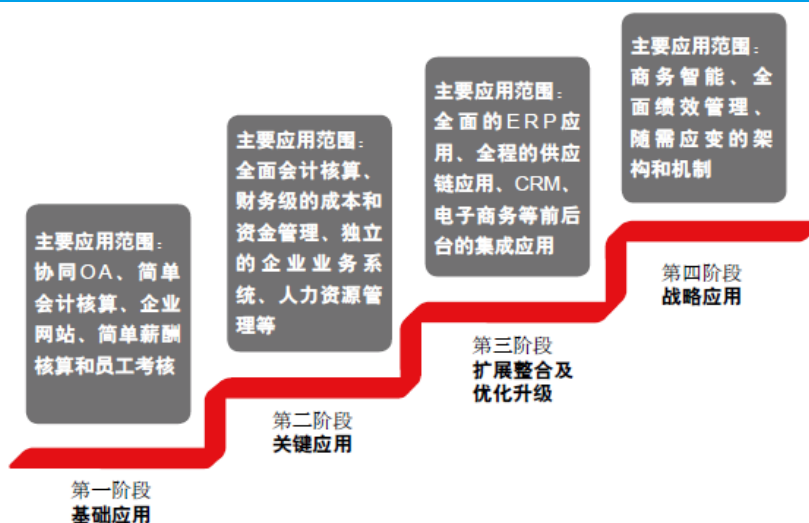 主要应用范围：
协同OA、简单
会计核算、企业
网站、简单薪酬
核算和员工考核
第一阶段
基础应用
主要应用范围：
全面会计核算、
财务级的成本和
资金管理、独立
的企业业务系
统、人力资源管
理等
第二阶段
关键应用
主要应用范围：
全面的ERP应
用、全程的供应
链应用、CRM、
电子商务等前后
台的集成应用
第三阶段
扩展整合及
优化升级
主要应用范围：
商务智能、全
面绩效管理、
随需应变的架
构和机制
第四阶段
战略应用